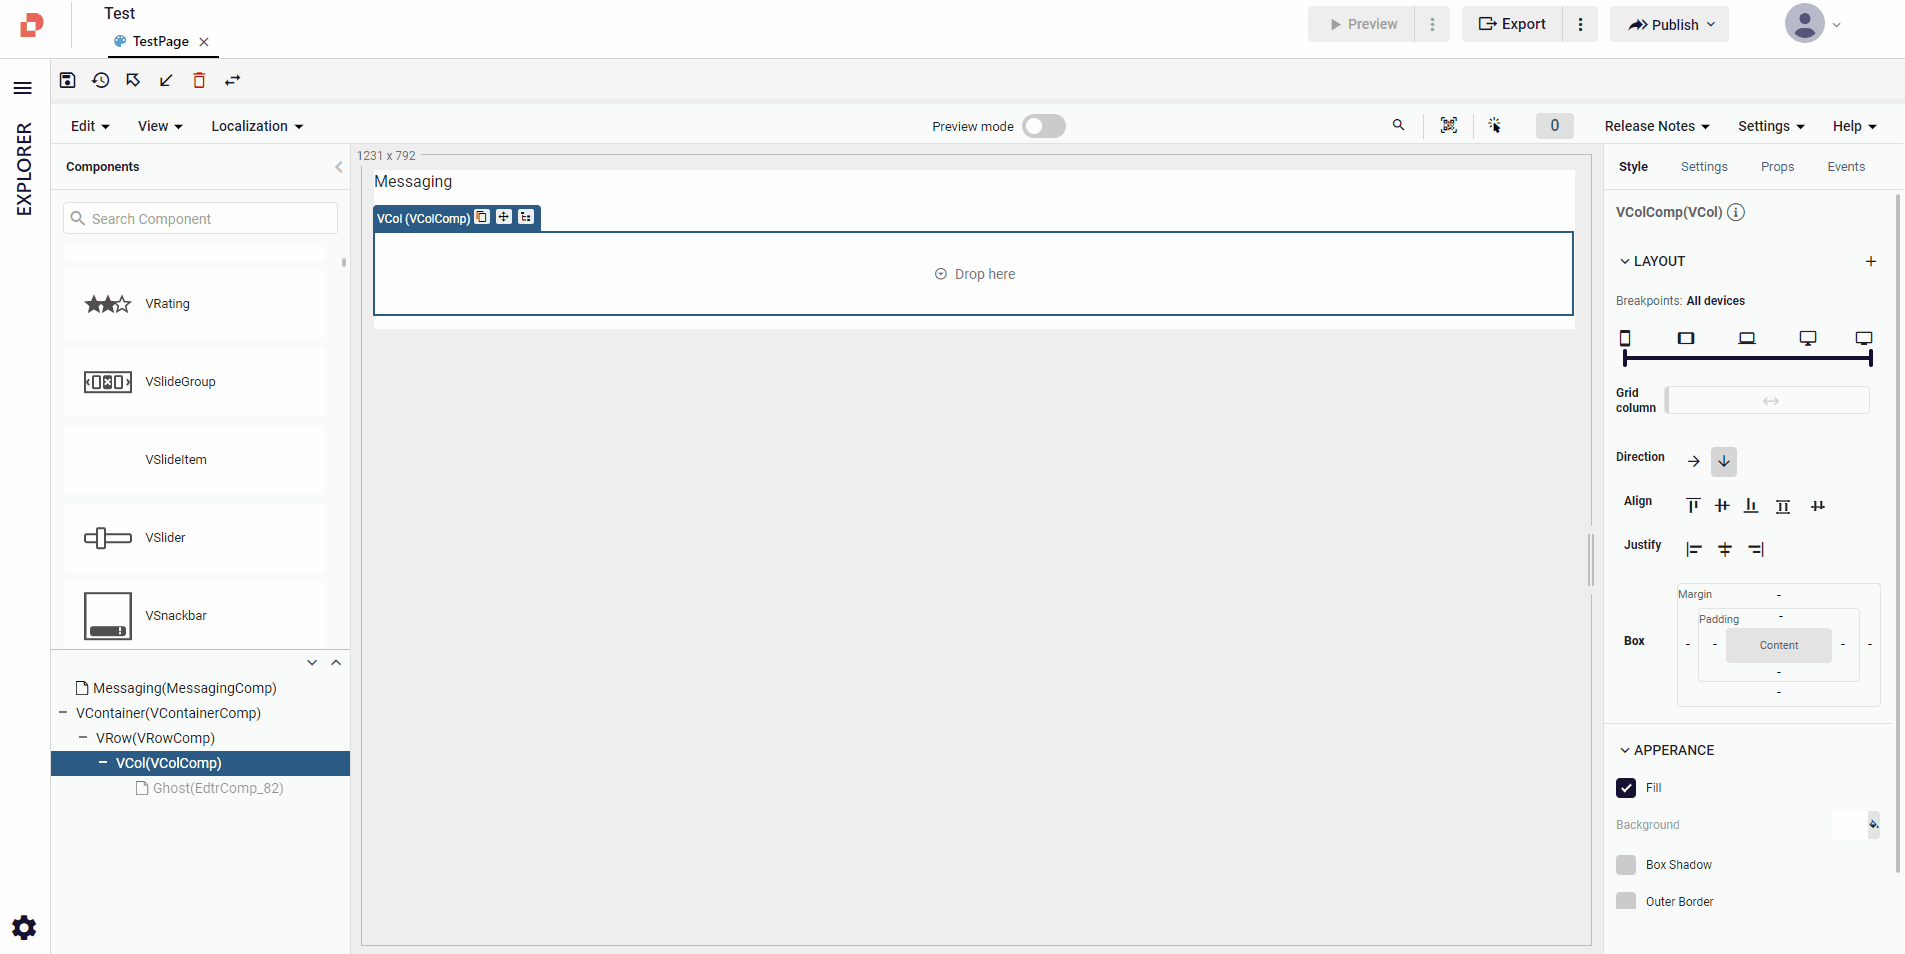 Test
TestPage
Preview
Export
Publish
EXPLORER
Edit
View
Localization
Preview mode
0
Release Notes
Settings
Help
Components
Search Component
VRating
VSlideGroup
VSlideItem
VSlider
VSnackbar
Messaging(MessagingComp)
VContainer(VContainerComp)
VRow(VRowComp)
VCol(VColComp)
Ghost(EdtrComp_82)
1231 x 792
Messaging
VCol (VColComp)
Drop here
Style
Settings
Props
Events
VColComp(VCol)
LAYOUT
Breakpoints: All devices
Grid
column
Direction
Align
Justify
Box
Margin
-
Padding
-
- - Content - -
-
-
APPERANCE
Fill
Background
Box Shadow
Outer Border